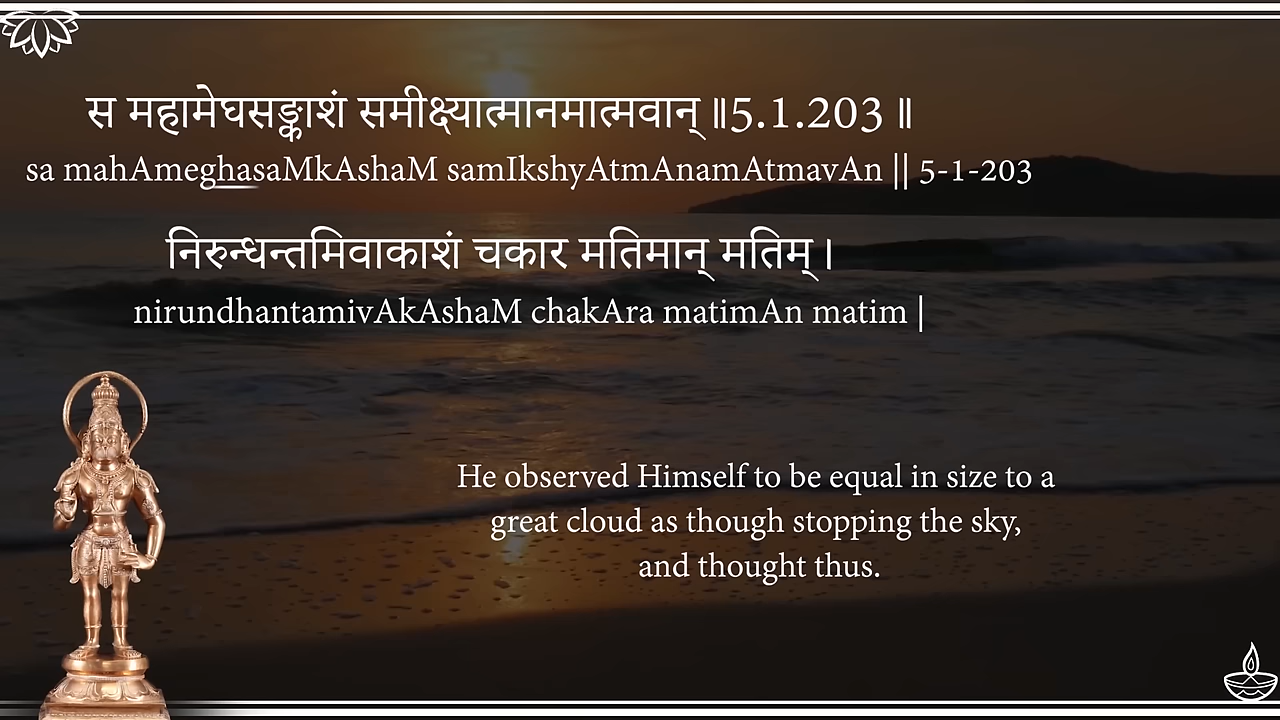 स महामेघसङ्काशं समीक्ष्यात्मानमात्मवान् ॥5.1.203॥
sa mahAmeghasaMkAshaM samIkshyAtmAnamAtmavAn || 5-1-203
निरुन्धन्तमिवाकाशं चकार मतिमान् मतिम्।
nirundhantamivAkAshaM chakAra matimAn matim |
He observed Himself to be equal in size to a
great cloud as though stopping the sky,
and thought thus.